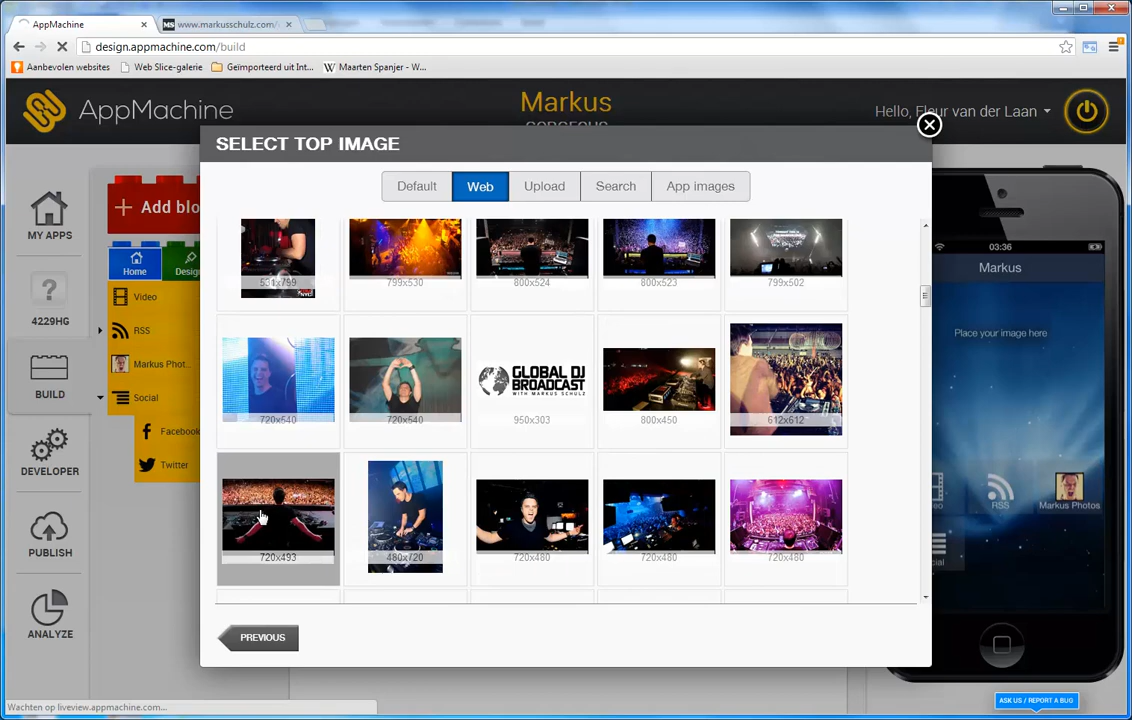 AppMachine
www.markusschulz.com/
design.appmachine.com/build
Aanbevolen websites
Web Slice-galerie
Geïmporteerd uit Int...
W Maarten Spanjer - W...
AppMachine
Markus
Hello, Fleur van der Laan
SELECT TOP IMAGE
Default
Web
Upload
Search
App images
MY APPS
?
4229HG
BUILD
DEVELOPER
PUBLISH
ANALYZE
+ Add blo
Home
Desig
Video
RSS
Markus Phot...
Social
Facebook
Twitter
531x799
799x530
800x524
800x523
799x502
720x540
720x540
GLOBAL DJ
BROADCAST
WITH MARKUS SCHULZ
950x303
800x450
612x612
720x493
480x720
720x480
720x480
720x480
PREVIOUS
03:36
Markus
Place your image here
RSS
Markus Photos
ASK US / REPORT A BUG
Wachten op liveview.appmachine.com...